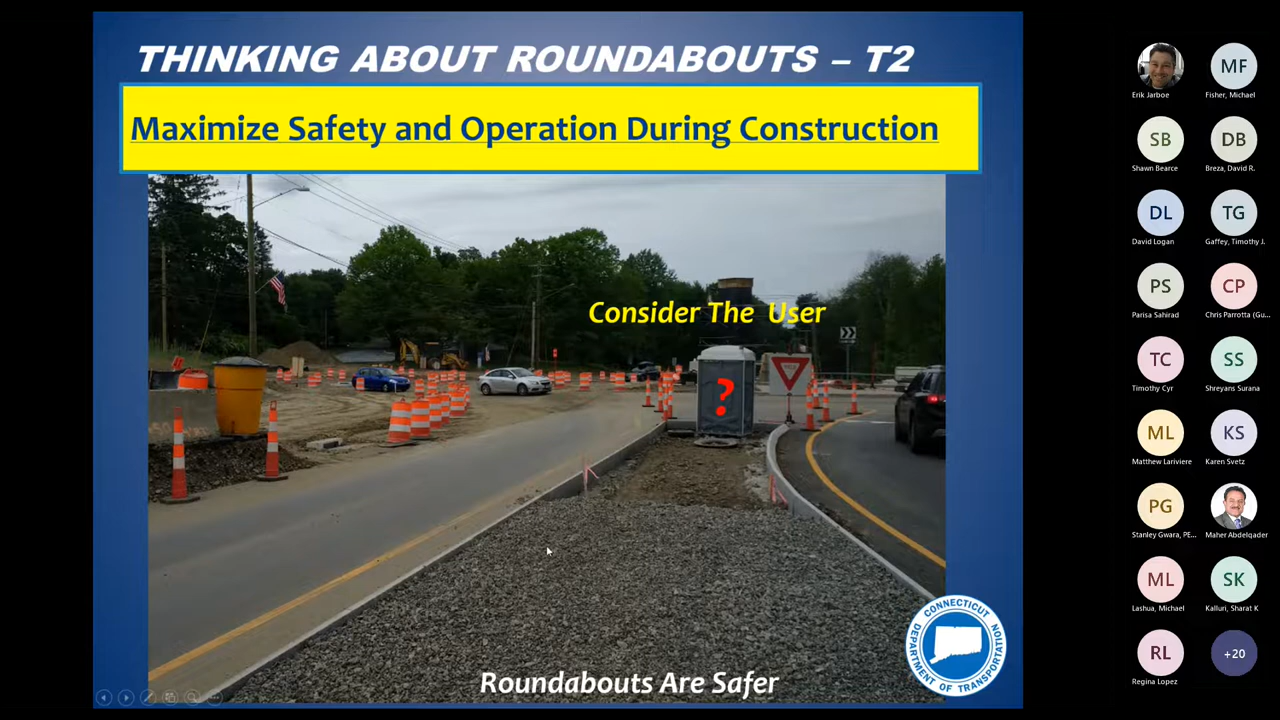 THINKING ABOUT ROUNDABOUTS – T2
Maximize Safety and Operation During Construction
Consider The User
?
YIELD
Roundabouts Are Safer
CONNECTICUT
DEPARTMENT OF TRANSPORTATION
Erik Jarboe
MF
Fisher, Michael
SB
Shawn Bearce
DB
Breza, David R.
DL
David Logan
TG
Gaffey, Timothy J.
PS
Parisa Sahirad
CP
Chris Parrotta (Gu...
TC
Timothy Cyr
SS
Shreyans Surana
ML
Matthew Lariviere
KS
Karen Svetz
PG
Stanley Gwara, PE...
Maher Abdelqader
ML
Lashua, Michael
SK
Kalluri, Sharat K
RL
Regina Lopez
+20